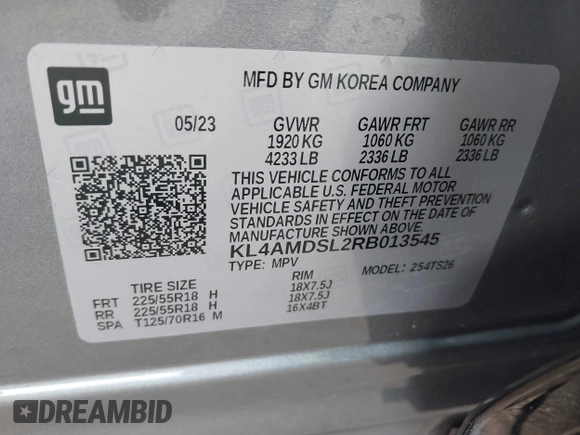 gm
MFD BY GM KOREA COMPANY
05/23 GVWR GAWR FRT GAWR RR
1920 KG 1060 KG 1060 KG
4233 LB 2336 LB 2336 LB
THIS VEHICLE CONFORMS TO ALL
APPLICABLE U.S. FEDERAL MOTOR
VEHICLE SAFETY AND THEFT PREVENTION
STANDARDS IN EFFECT ON THE DATE OF
MANUFACTURE SHOWN ABOVE.
KL4AMDSL2RB013545
TYPE: MPV MODEL: 254TS26
TIRE SIZE RIM
FRT 225/55R18 H 18X7.5J
RR 225/55R18 H 18X7.5J
SPA T125/70R16 M 16X4BT
DREAMBID